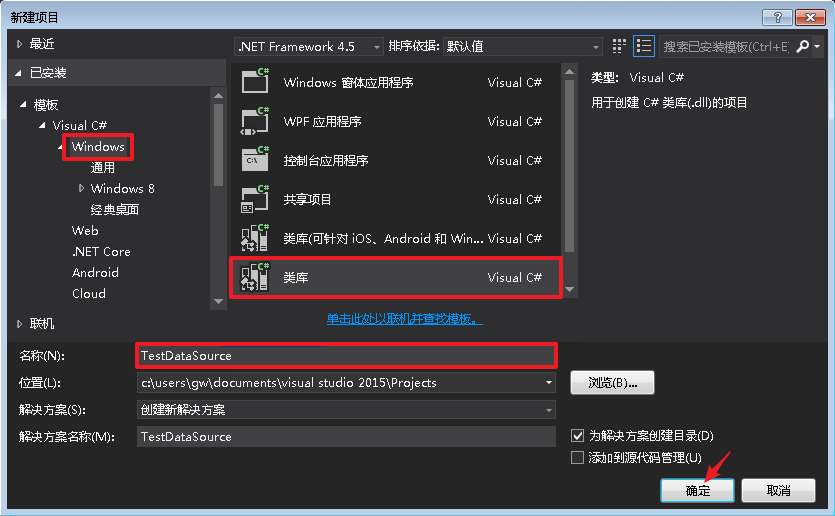 新建项目
最近
.NET Framework 4.5
排序依据: 默认值
搜索已安装模板(Ctrl+E)
已安装
模板
Visual C#
Windows
通用
Windows 8
经典桌面
Web
.NET Core
Android
Cloud
联机
Windows 窗体应用程序 Visual C#
WPF 应用程序 Visual C#
控制台应用程序 Visual C#
共享项目 Visual C#
类库(可针对 iOS、Android 和 Win... Visual C#
类库 Visual C#
单击此处以联机并查找模板。
类型: Visual C#
用于创建 C# 类库(.dll)的项目
名称(N): TestDataSource
位置(L): c:\users\gw\documents\visual studio 2015\Projects
浏览(B)...
解决方案(S): 创建新解决方案
解决方案名称(M): TestDataSource
为解决方案创建目录(D)
添加到源代码管理(U)
确定
取消